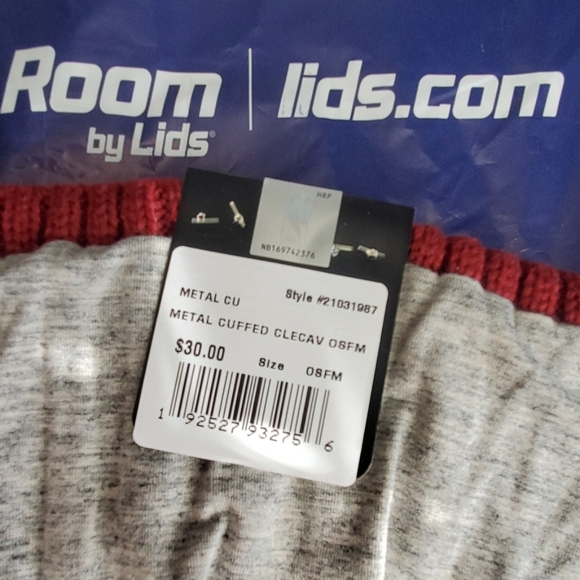 Room | lids.com
by Lids®
HRP
NB169742376
METAL CU Style #21031987
METAL CUFFED CLECAV OSFM
$30.00 Size OSFM
1 92527 93275 6